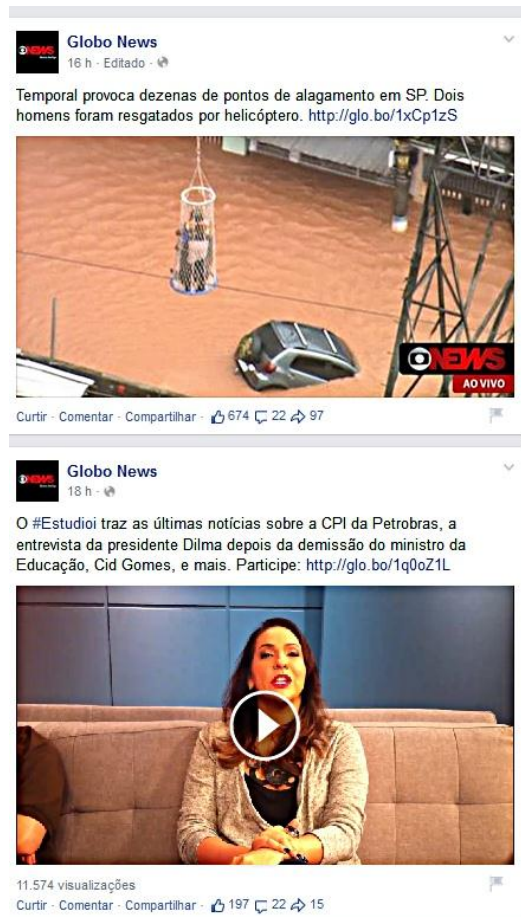 Globo News
16 h · Editado ·
Temporal provoca dezenas de pontos de alagamento em SP. Dois
homens foram resgatados por helicóptero. http://glo.bo/1xCp1zS
NEWS
AO VIVO
Curtir · Comentar · Compartilhar · 674 22 97
Globo News
18 h ·
O #Estudioi traz as últimas notícias sobre a CPI da Petrobras, a
entrevista da presidente Dilma depois da demissão do ministro da
Educação, Cid Gomes, e mais. Participe: http://glo.bo/1q0oZ1L
11.574 visualizações
Curtir · Comentar · Compartilhar · 197 22 15